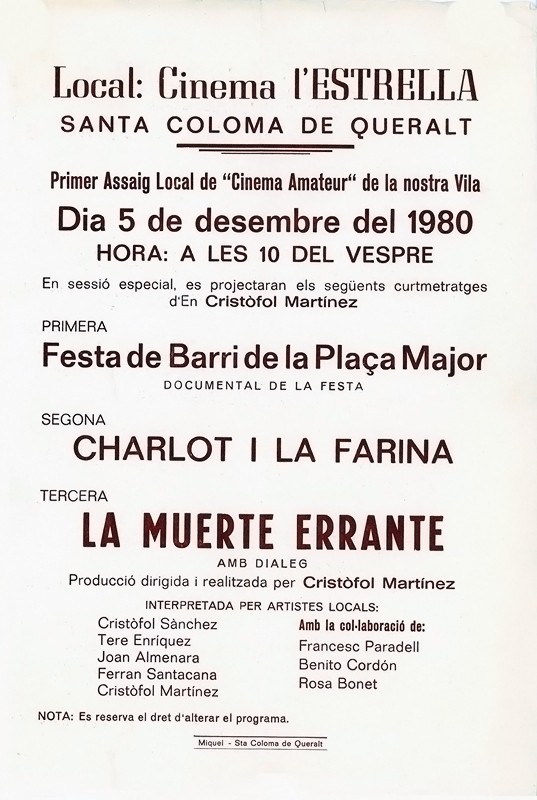 Local: Cinema l'ESTRELLA
SANTA COLOMA DE QUERALT
Primer Assaig Local de "Cinema Amateur" de la nostra Vila
Dia 5 de desembre del 1980
HORA: A LES 10 DEL VESPRE
En sessió especial, es projectaran els següents curtmetratges
d'En Cristòfol Martínez
PRIMERA
Festa de Barri de la Plaça Major
DOCUMENTAL DE LA FESTA
SEGONA
CHARLOT I LA FARINA
TERCERA
LA MUERTE ERRANTE
AMB DIALEG
Producció dirigida i realitzada per Cristòfol Martínez
INTERPRETADA PER ARTISTES LOCALS:
Cristòfol Sànchez
Tere Enríquez
Joan Almenara
Ferran Santacana
Cristòfol Martínez
Amb la col·laboració de:
Francesc Paradell
Benito Cordón
Rosa Bonet
NOTA: Es reserva el dret d'alterar el programa.
Miquel - Sta Coloma de Queralt